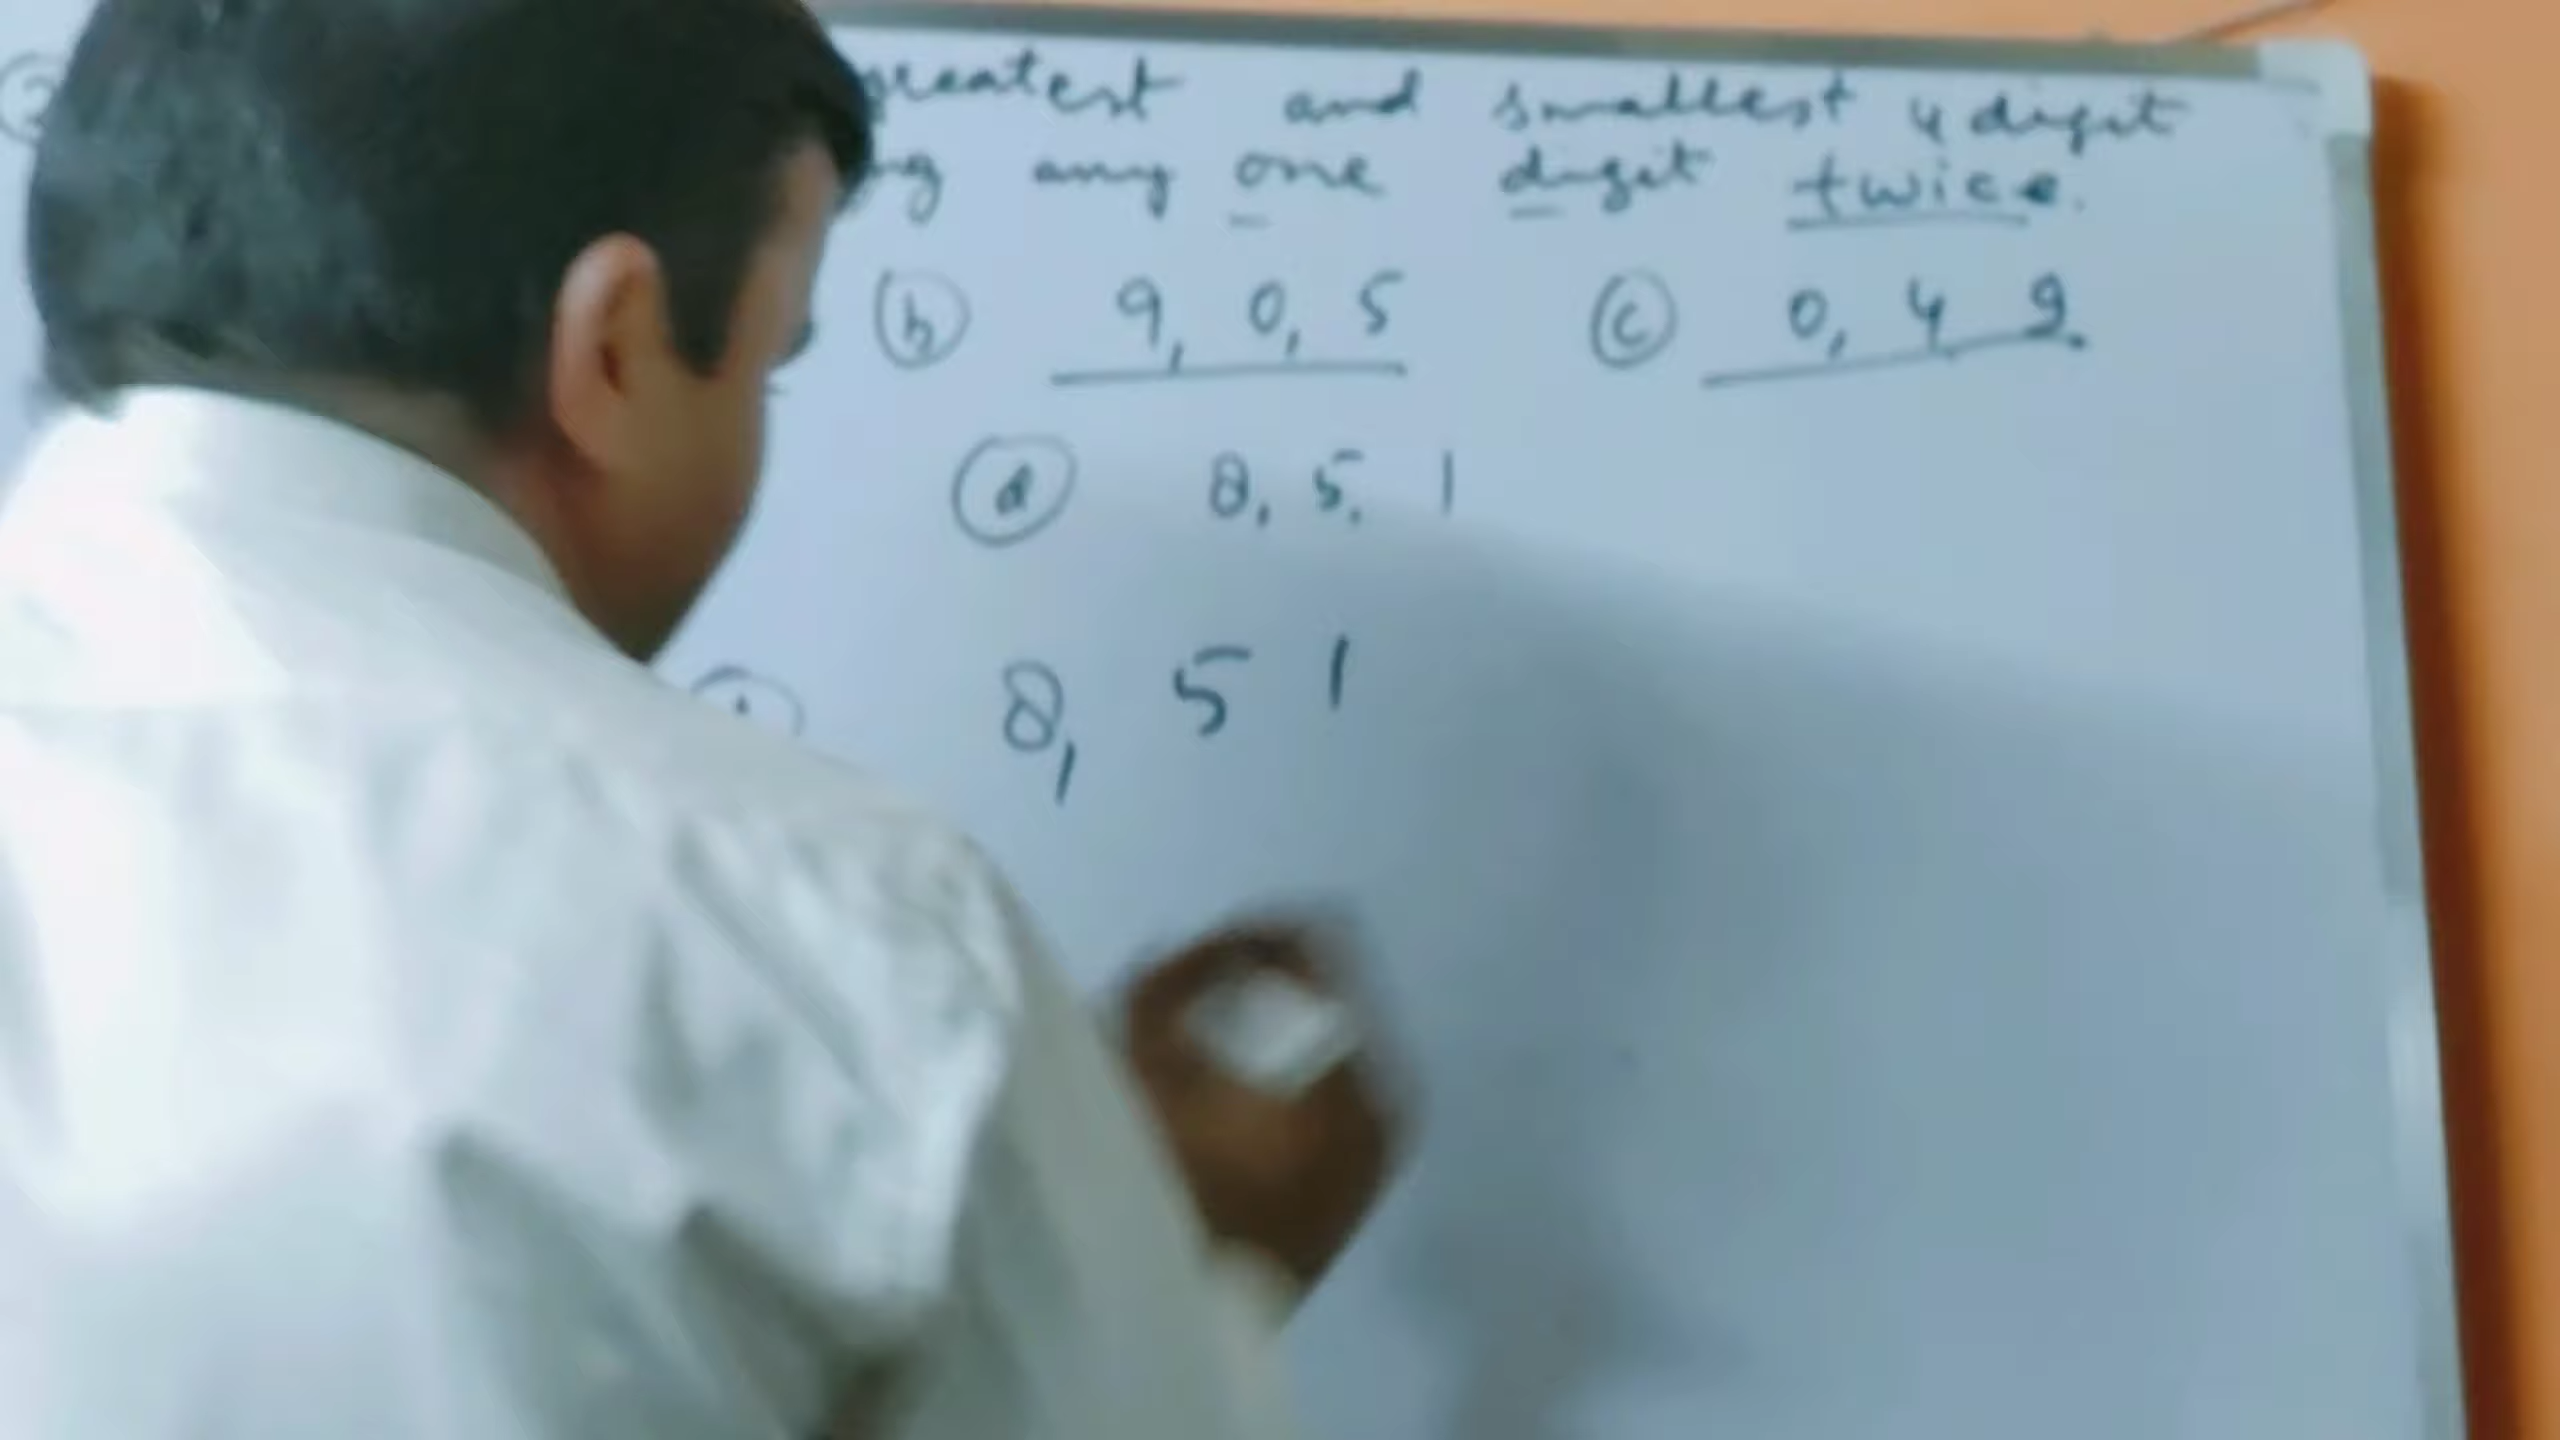 greatest and smallest 4 digit
any one digit twice.
b 9, 0, 5 c 0, 4 9
d 8, 5, 1
8, 5 1